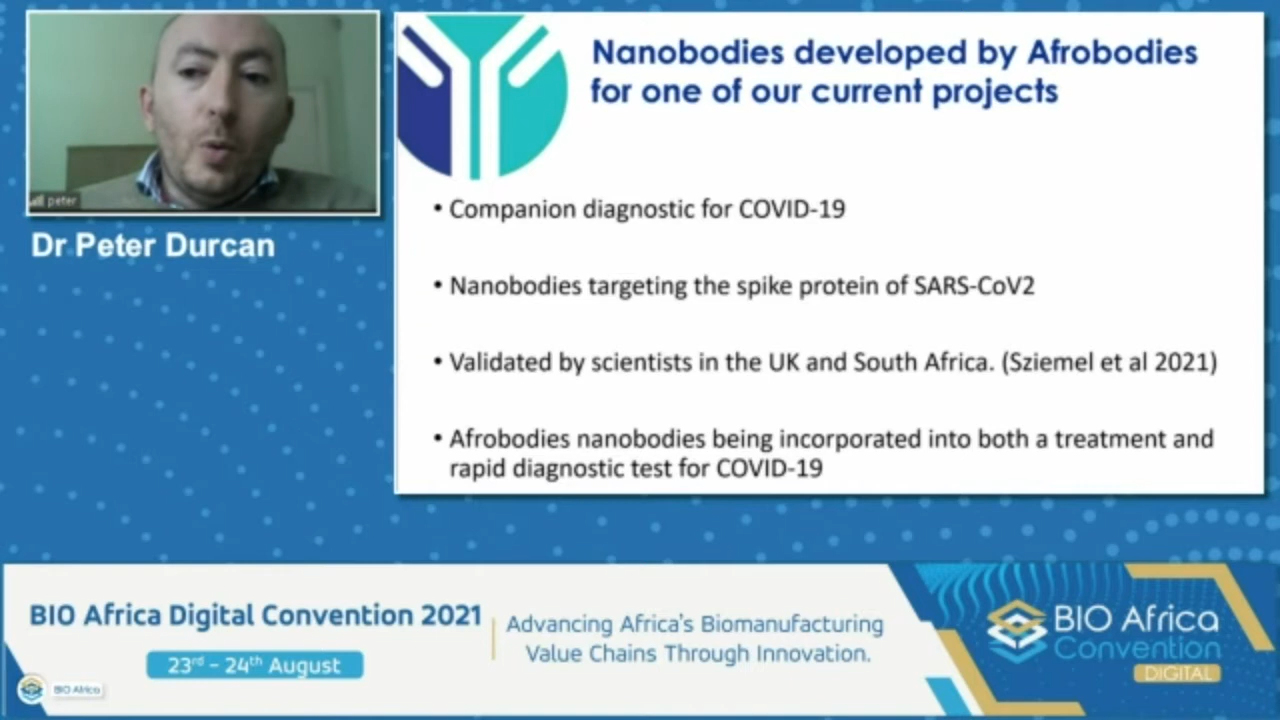 peter
Dr Peter Durcan
Nanobodies developed by Afrobodies
for one of our current projects
• Companion diagnostic for COVID-19
• Nanobodies targeting the spike protein of SARS-CoV2
• Validated by scientists in the UK and South Africa. (Sziemel et al 2021)
• Afrobodies nanobodies being incorporated into both a treatment and
rapid diagnostic test for COVID-19
BIO Africa Digital Convention 2021
23rd – 24th August
Advancing Africa's Biomanufacturing
Value Chains Through Innovation.
BIO Africa
Convention
DIGITAL
BIO Africa